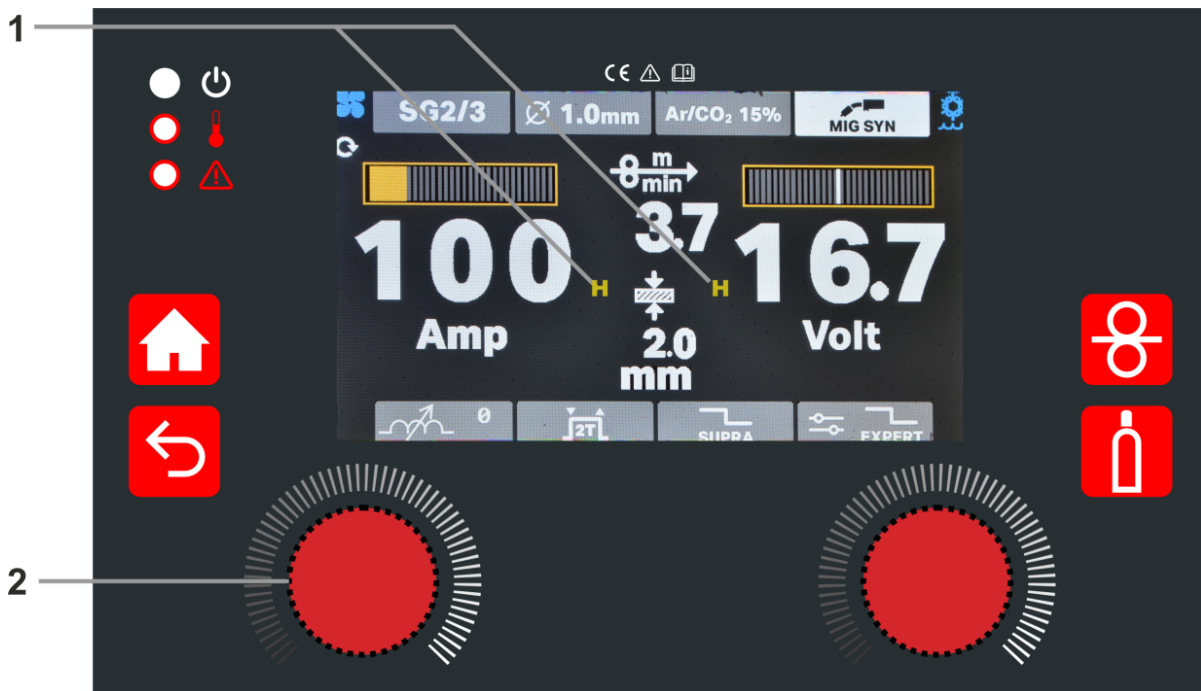 1
CE
SG2/3
Ø 1.0mm
Ar/CO₂ 15%
MIG SYN
m
min
3.7
100
H
H
16.7
Amp
2.0
mm
Volt
0
2T
SUPRA
EXPERT
2